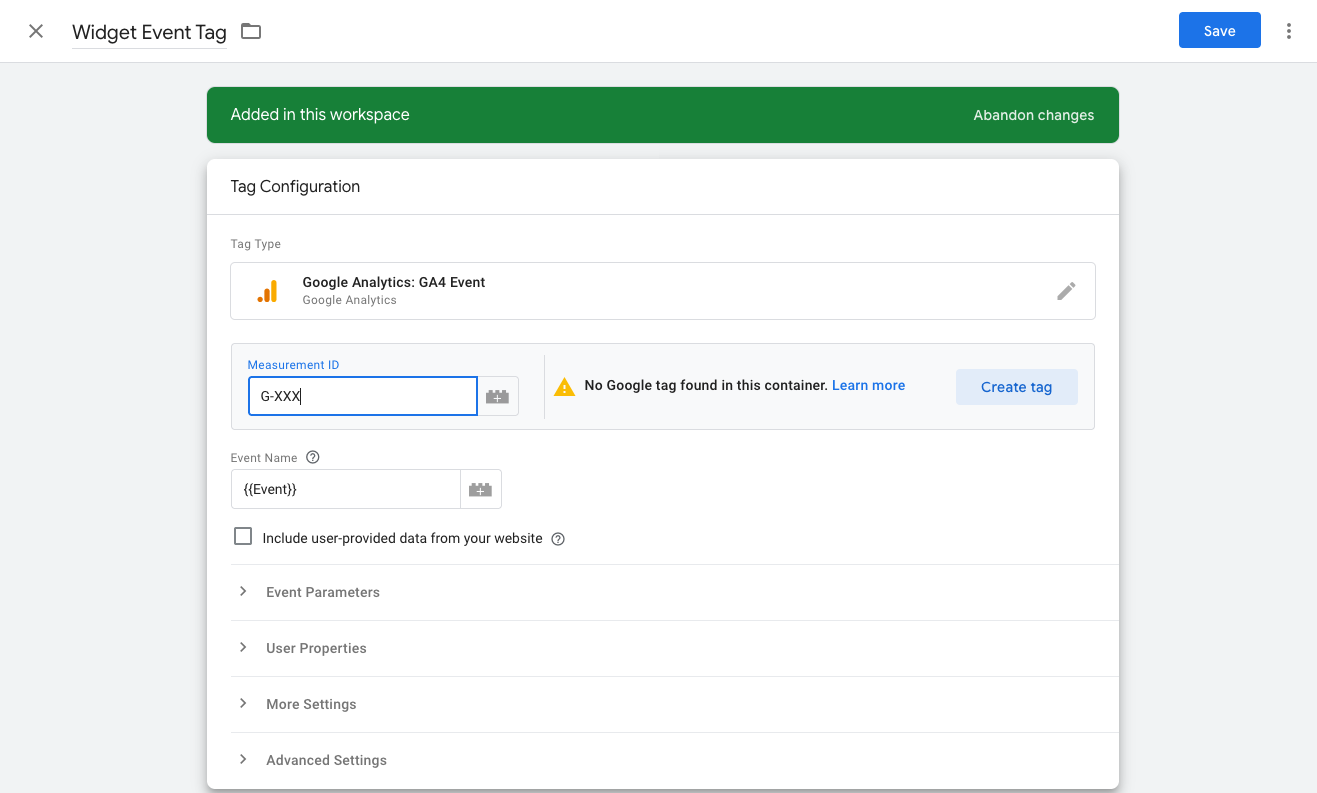 Widget Event Tag
Save
Added in this workspace
Abandon changes
Tag Configuration
Tag Type
Google Analytics: GA4 Event
Google Analytics
Measurement ID
G-XXX
No Google tag found in this container. Learn more
Create tag
Event Name
{{Event}}
Include user-provided data from your website
Event Parameters
User Properties
More Settings
Advanced Settings